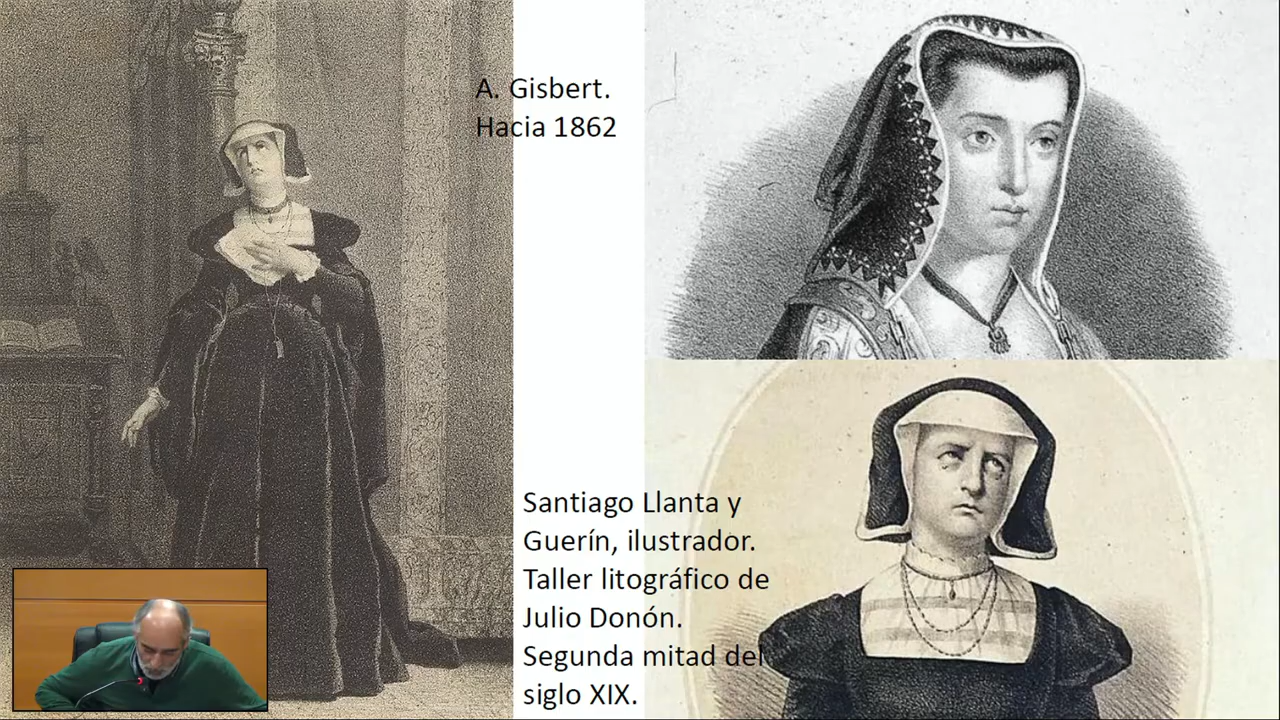 A. Gisbert.
Hacia 1862
Santiago Llanta y
Guerín, ilustrador.
Taller litográfico de
Julio Donón.
Segunda mitad del
siglo XIX.